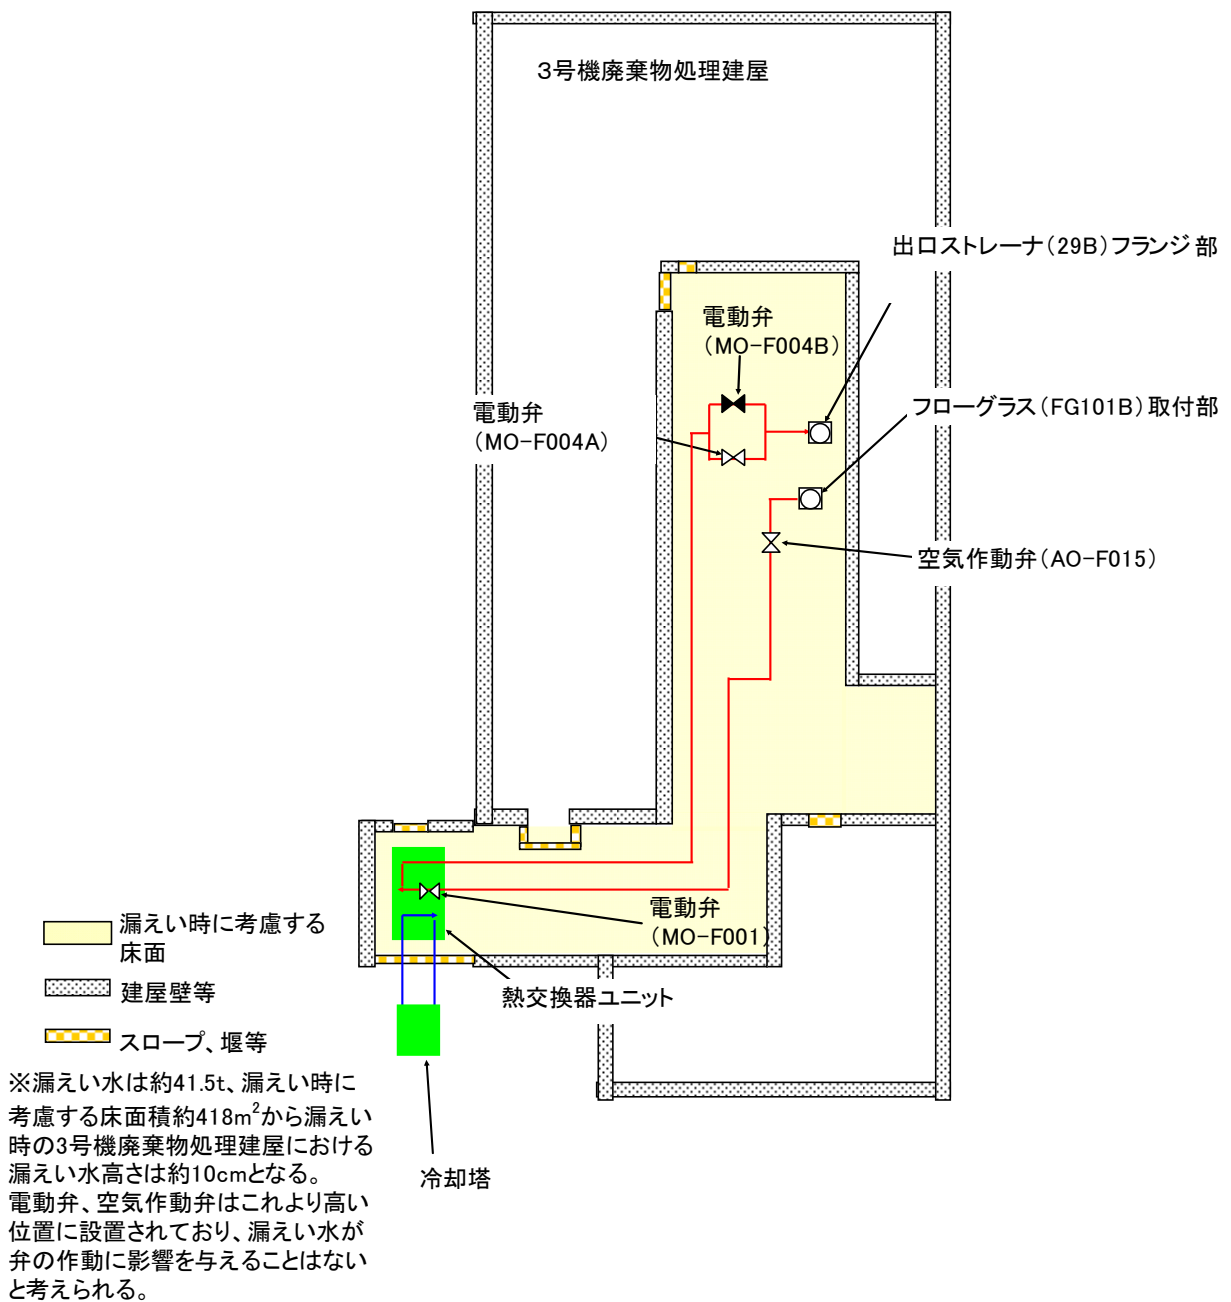 ３号機廃棄物処理建屋
出口ストレーナ(29B)フランジ部
電動弁
(MO-F004B)
電動弁
(MO-F004A)
フローグラス(FG101B)取付部
空気作動弁(AO-F015)
電動弁
(MO-F001)
熱交換器ユニット
冷却塔
漏えい時に考慮する
床面
建屋壁等
スロープ、堰等
※漏えい水は約41.5t、漏えい時に
考慮する床面積約418m²から漏えい
時の3号機廃棄物処理建屋における
漏えい水高さは約10cmとなる。
電動弁、空気作動弁はこれより高い
位置に設置されており、漏えい水が
弁の作動に影響を与えることはない
と考えられる。